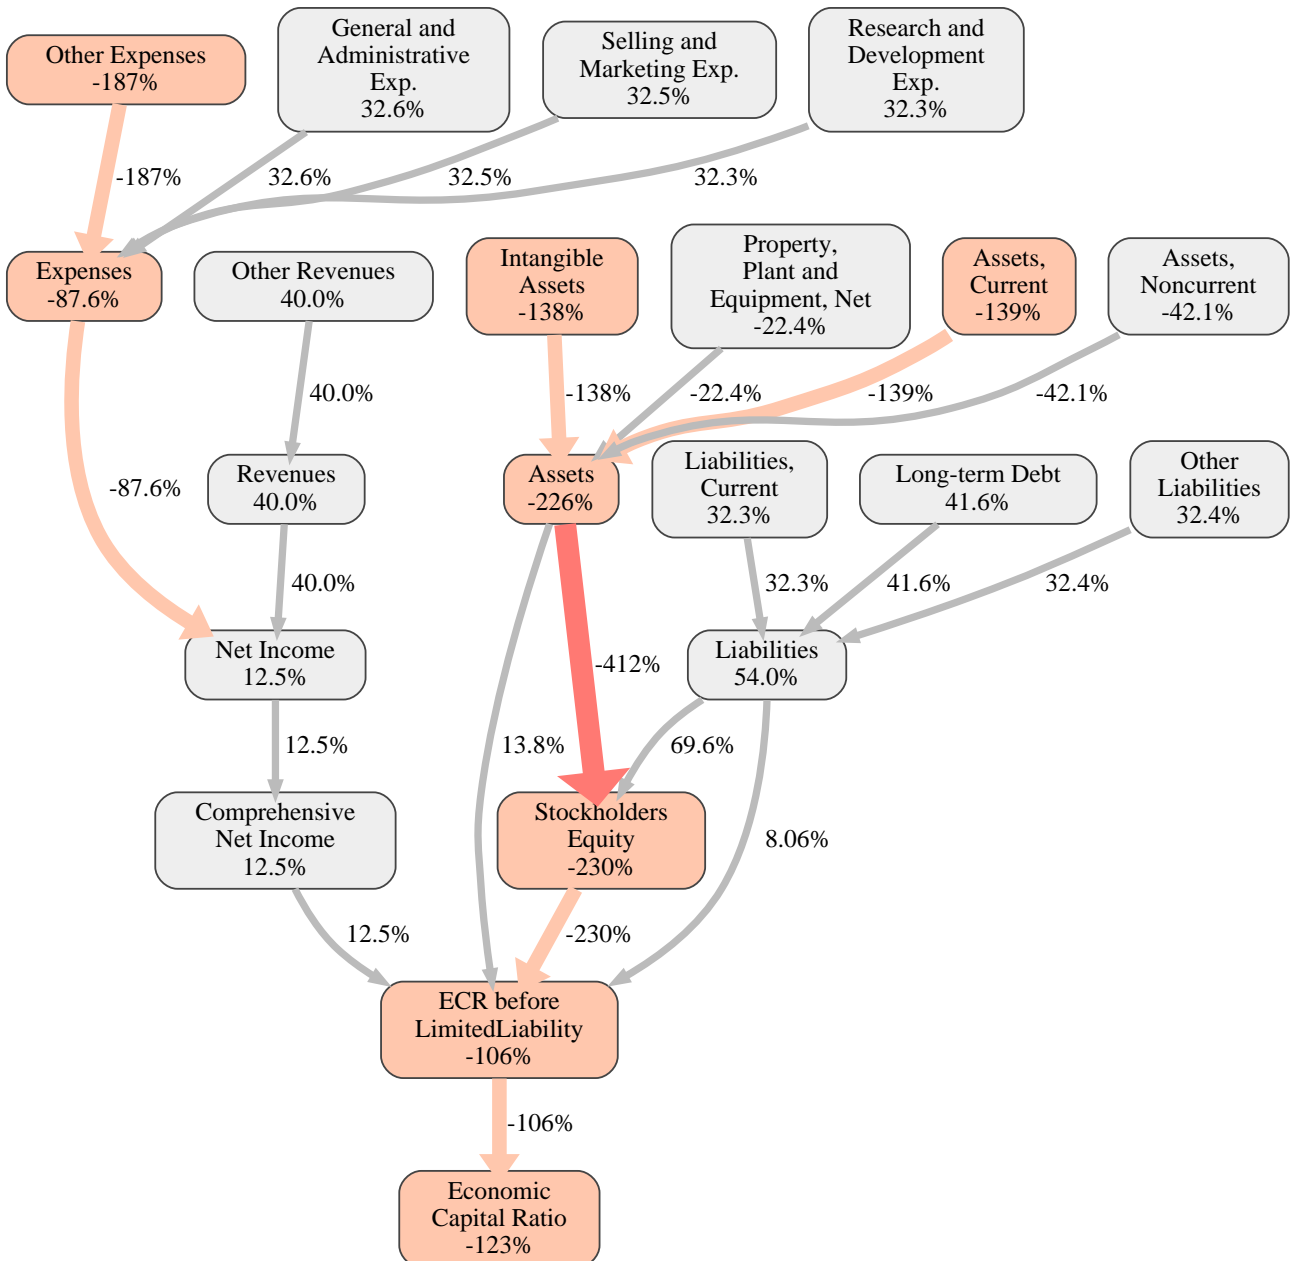 Other Expenses
-187%
General and
Administrative
Exp.
32.6%
Selling and
Marketing Exp.
32.5%
Research and
Development
Exp.
32.3%
-187%
32.6%
32.5%
32.3%
Expenses
-87.6%
Other Revenues
40.0%
Intangible
Assets
-138%
Property,
Plant and
Equipment, Net
-22.4%
Assets,
Current
-139%
Assets,
Noncurrent
-42.1%
40.0%
-138%
-22.4%
-139%
-42.1%
-87.6%
Revenues
40.0%
Assets
-226%
Liabilities,
Current
32.3%
Long-term Debt
41.6%
Other
Liabilities
32.4%
40.0%
32.3%
41.6%
32.4%
Net Income
12.5%
-412%
Liabilities
54.0%
12.5%
13.8%
69.6%
Comprehensive
Net Income
12.5%
Stockholders
Equity
-230%
8.06%
12.5%
-230%
ECR before
LimitedLiability
-106%
-106%
Economic
Capital Ratio
-123%